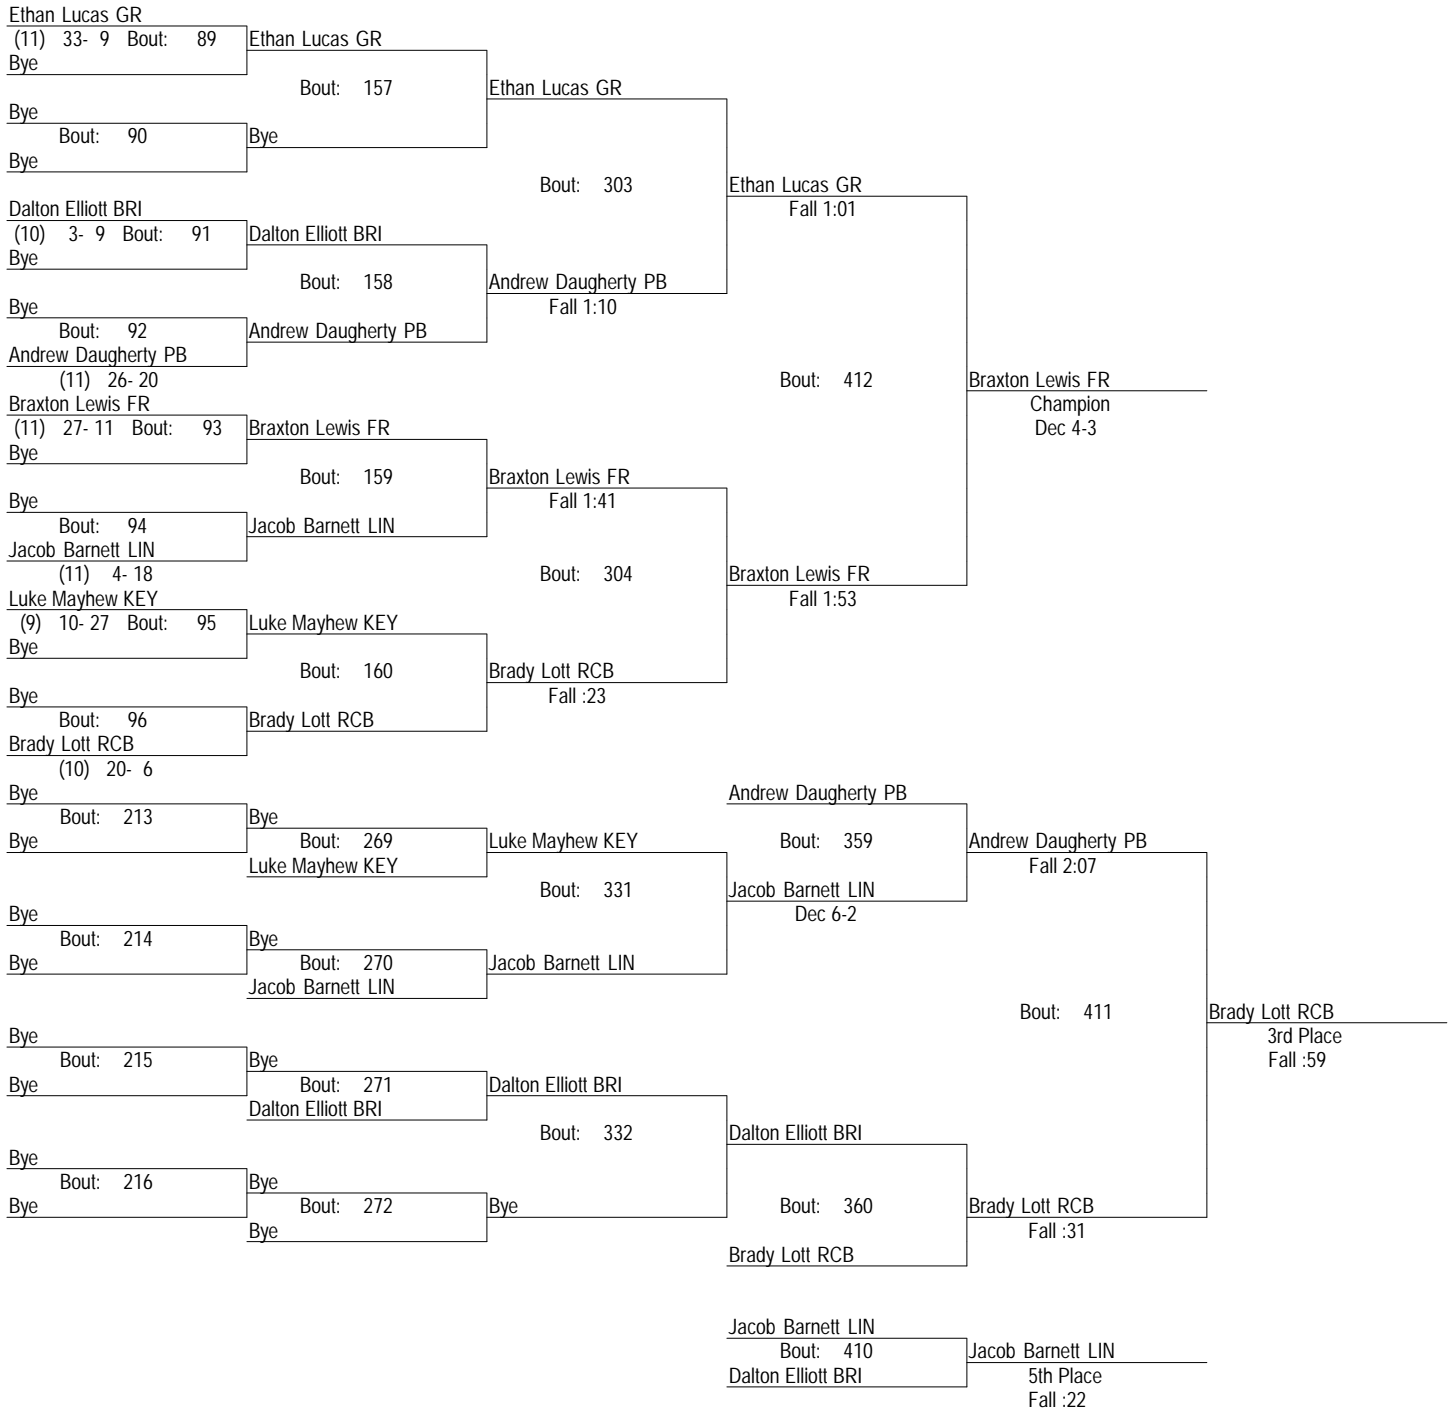 Ethan Lucas GR
(11) 33- 9 Bout: 89 Ethan Lucas GR
Bye
Bout: 157 Ethan Lucas GR
Bye
Bout: 90 Bye
Bye
Bout: 303 Ethan Lucas GR
Dalton Elliott BRI Fall 1:01
(10) 3- 9 Bout: 91 Dalton Elliott BRI
Bye
Bout: 158 Andrew Daugherty PB
Bye Fall 1:10
Bout: 92 Andrew Daugherty PB
Andrew Daugherty PB
(11) 26- 20 Bout: 412 Braxton Lewis FR
Braxton Lewis FR Champion
(11) 27- 11 Bout: 93 Braxton Lewis FR Dec 4-3
Bye
Bout: 159 Braxton Lewis FR
Bye Fall 1:41
Bout: 94 Jacob Barnett LIN
Jacob Barnett LIN
(11) 4- 18 Bout: 304 Braxton Lewis FR
Luke Mayhew KEY Fall 1:53
(9) 10- 27 Bout: 95 Luke Mayhew KEY
Bye
Bout: 160 Brady Lott RCB
Bye Fall :23
Bout: 96 Brady Lott RCB
Brady Lott RCB
(10) 20- 6
Bye Andrew Daugherty PB
Bout: 213 Bye
Bye Bout: 269 Luke Mayhew KEY Bout: 359 Andrew Daugherty PB
Luke Mayhew KEY Fall 2:07
Bout: 331 Jacob Barnett LIN
Bye Dec 6-2
Bout: 214 Bye
Bye Bout: 270 Jacob Barnett LIN
Jacob Barnett LIN
Bout: 411 Brady Lott RCB
Bye 3rd Place
Bout: 215 Bye Fall :59
Bye Bout: 271 Dalton Elliott BRI
Dalton Elliott BRI
Bout: 332 Dalton Elliott BRI
Bye
Bout: 216 Bye
Bye Bout: 272 Bye Bout: 360 Brady Lott RCB
Bye Fall :31
Brady Lott RCB
Jacob Barnett LIN
Bout: 410 Jacob Barnett LIN
Dalton Elliott BRI 5th Place
Fall :22